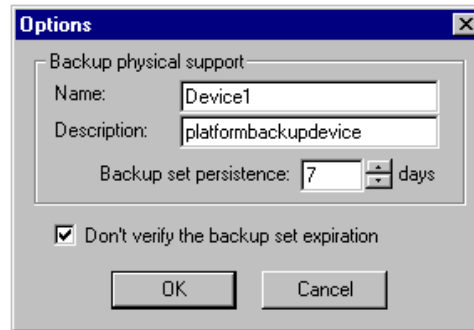 Options
Backup physical support
Name: Device1
Description: platformbackupdevice
Backup set persistence: 7 days
Don't verify the backup set expiration
OK Cancel